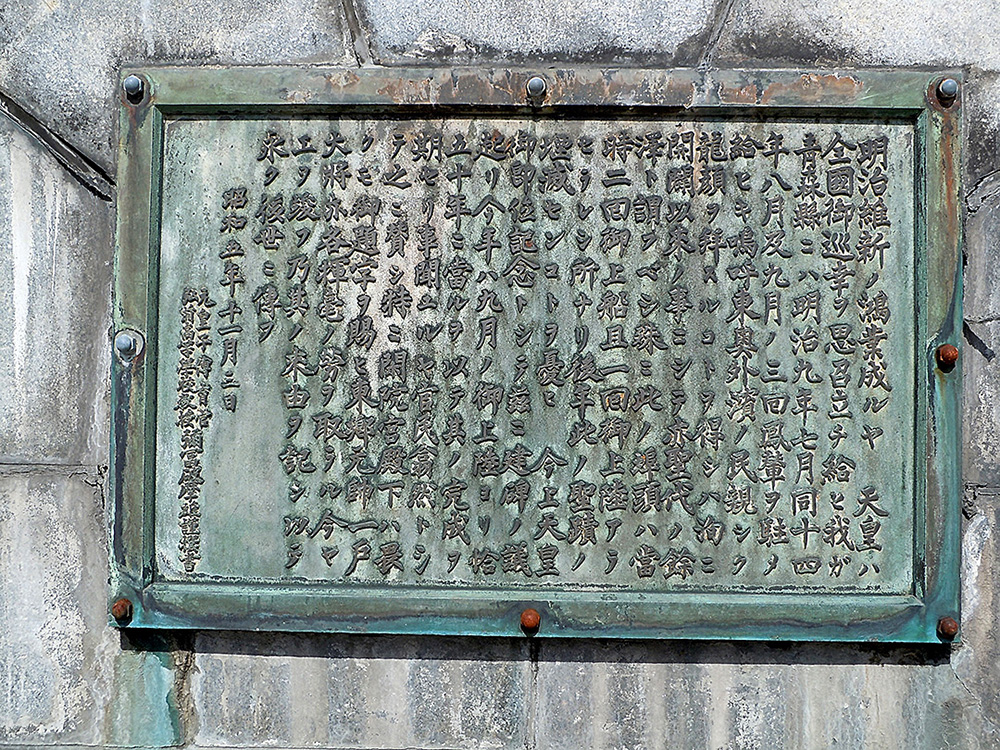 明治維新ノ鴻業成ルヤ 天皇ハ
全國御巡幸ヲ思召立チ給ヒ我ガ
青森縣ニハ明治九年七月同十四
年八月及九月ノ三回鳳輦ヲ駐メ
給ヒキ嗚呼東奥外濱ノ民親シク
龍顔ヲ拜スルコトヲ得シハ洵ニ
開闢以來ノ事ニシテ亦聖代ノ餘
澤ト謂フベシ殊ニ此ノ埠頭ハ當
時二回御上船且一回御上陸アラ
セラレシ所ナリ後年此ノ聖蹟ノ
堙滅センコトヲ憂ヒ 今上天皇
御即位記念トシテ茲ニ建碑ノ議
起リ今年ハ九月ノ御上陸ヨリ恰
五十年ニ當ルヲ以テ其ノ完成ヲ
期セリ事聞エルヤ官民翕然トシ
テ之ニ賛シ特ニ閑院宮殿下ハ畏
クモ御題字ヲ賜ヒ東郷元帥一戸
大將亦各揮毫ノ勞ヲ取ラル今ヤ
工ヲ竣ヘ乃其ノ來由ヲ記シ以テ
永ク後世ニ傳フ
昭和五年十一月三日